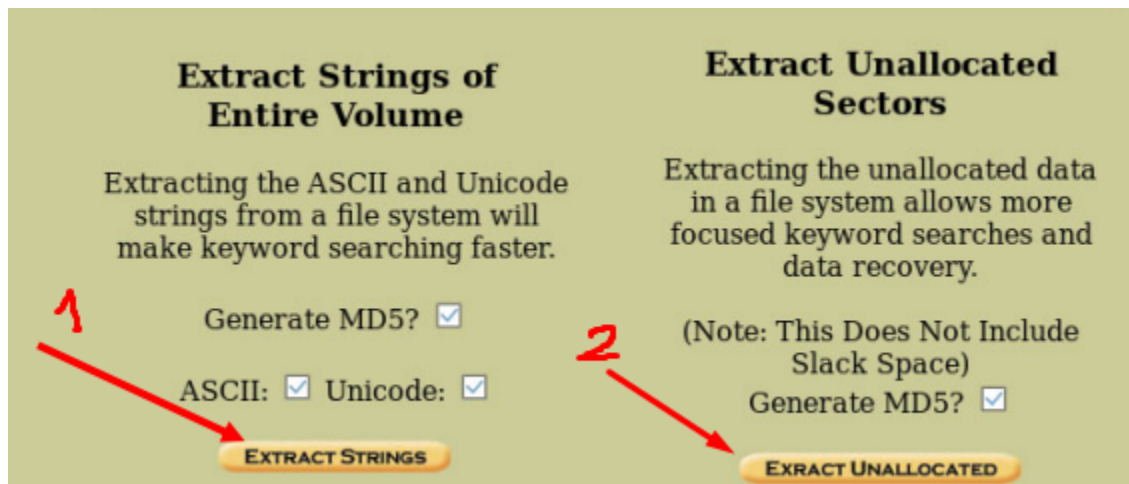 Extract Strings of
Entire Volume
Extracting the ASCII and Unicode
strings from a file system will
make keyword searching faster.
1
Generate MD5?
ASCII: Unicode:
EXTRACT STRINGS
Extract Unallocated
Sectors
Extracting the unallocated data
in a file system allows more
focused keyword searches and
data recovery.
2
(Note: This Does Not Include
Slack Space)
Generate MD5?
EXRACT UNALLOCATED